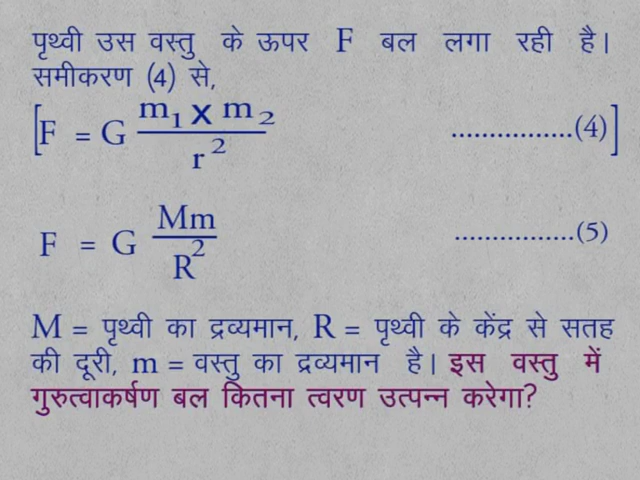 पृथ्वी उस वस्तु के ऊपर F बल लगा रही है।
समीकरण (4) से,
[F = G m₁ x m₂ / r² ................(4)]
F = G Mm / R² ................(5)
M = पृथ्वी का द्रव्यमान, R = पृथ्वी के केंद्र से सतह
की दूरी, m = वस्तु का द्रव्यमान है। इस वस्तु में
गुरुत्वाकर्षण बल कितना त्वरण उत्पन्न करेगा?